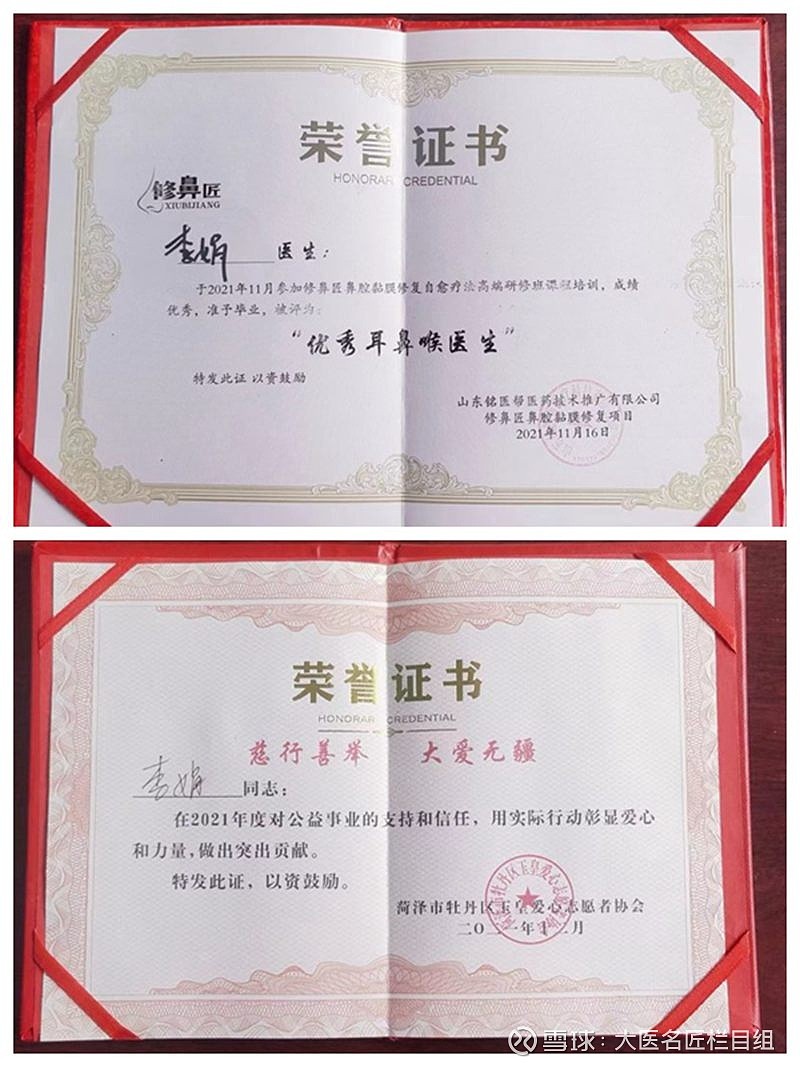 荣誉证书
HONORARY CREDENTIAL
修鼻匠
XIUBIJIANG
李娟 医生：
于2021年11月参加修鼻匠鼻腔黏膜修复自愈疗法高端研修班课程培训，成绩
优秀，准予毕业，被评为：
“优秀耳鼻喉医生”
特发此证 以资鼓励
山东铭医帮医药技术推广有限公司
修鼻匠鼻腔黏膜修复项目
2021年11月16日
荣誉证书
HONORARY CREDENTIAL
慈行善举 大爱无疆
李娟 同志：
在2021年度对公益事业的支持和信任，用实际行动彰显爱心
和力量，做出突出贡献。
特发此证，以资鼓励。
菏泽市牡丹区玉皇爱心志愿者协会
二〇二一年十二月
雪球：大医名匠栏目组